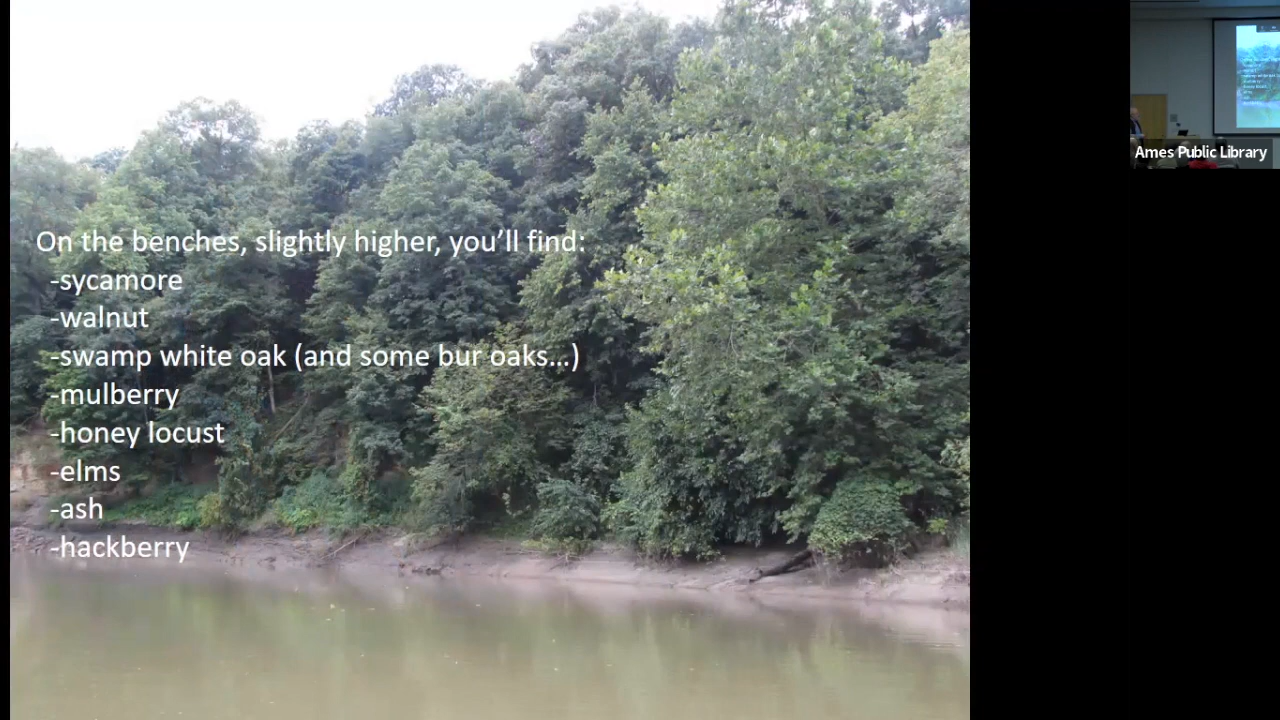 On the benches, slightly higher, you'll find:
-sycamore
-walnut
-swamp white oak (and some bur oaks...)
-mulberry
-honey locust
-elms
-ash
-hackberry
Ames Public Library